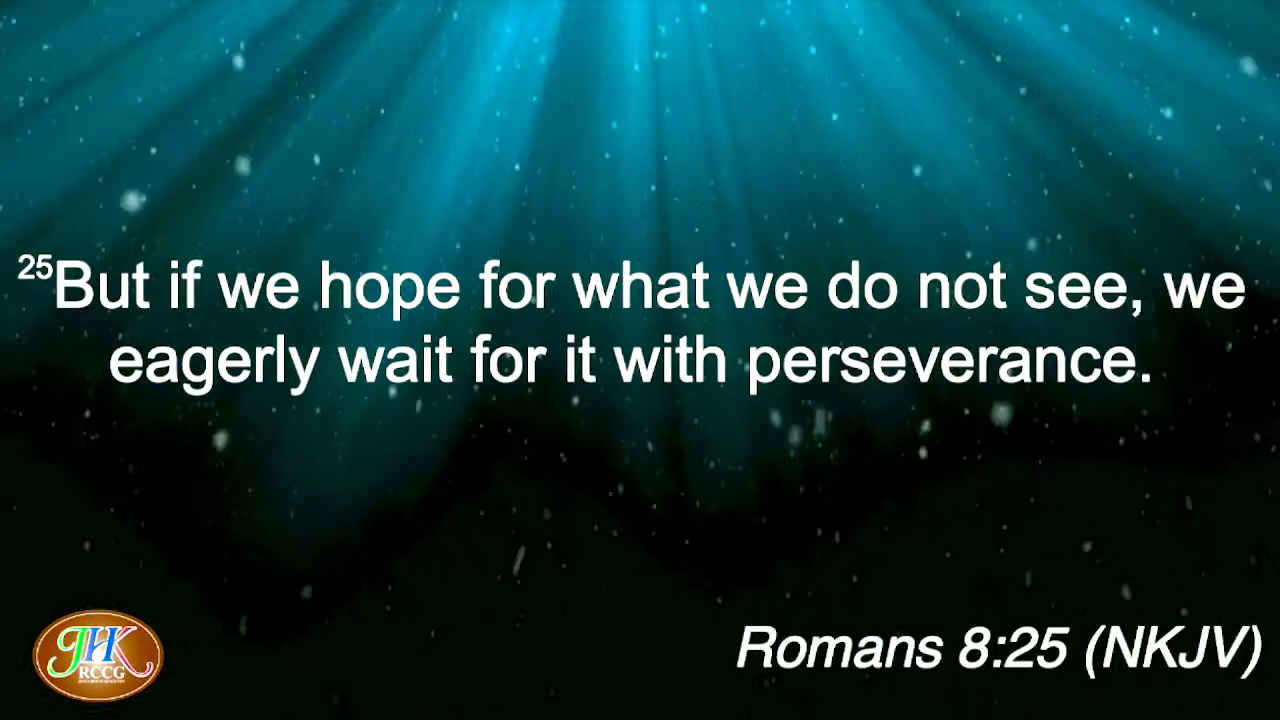 ²⁵But if we hope for what we do not see, we
eagerly wait for it with perseverance.
JHK
RCCG
Romans 8:25 (NKJV)